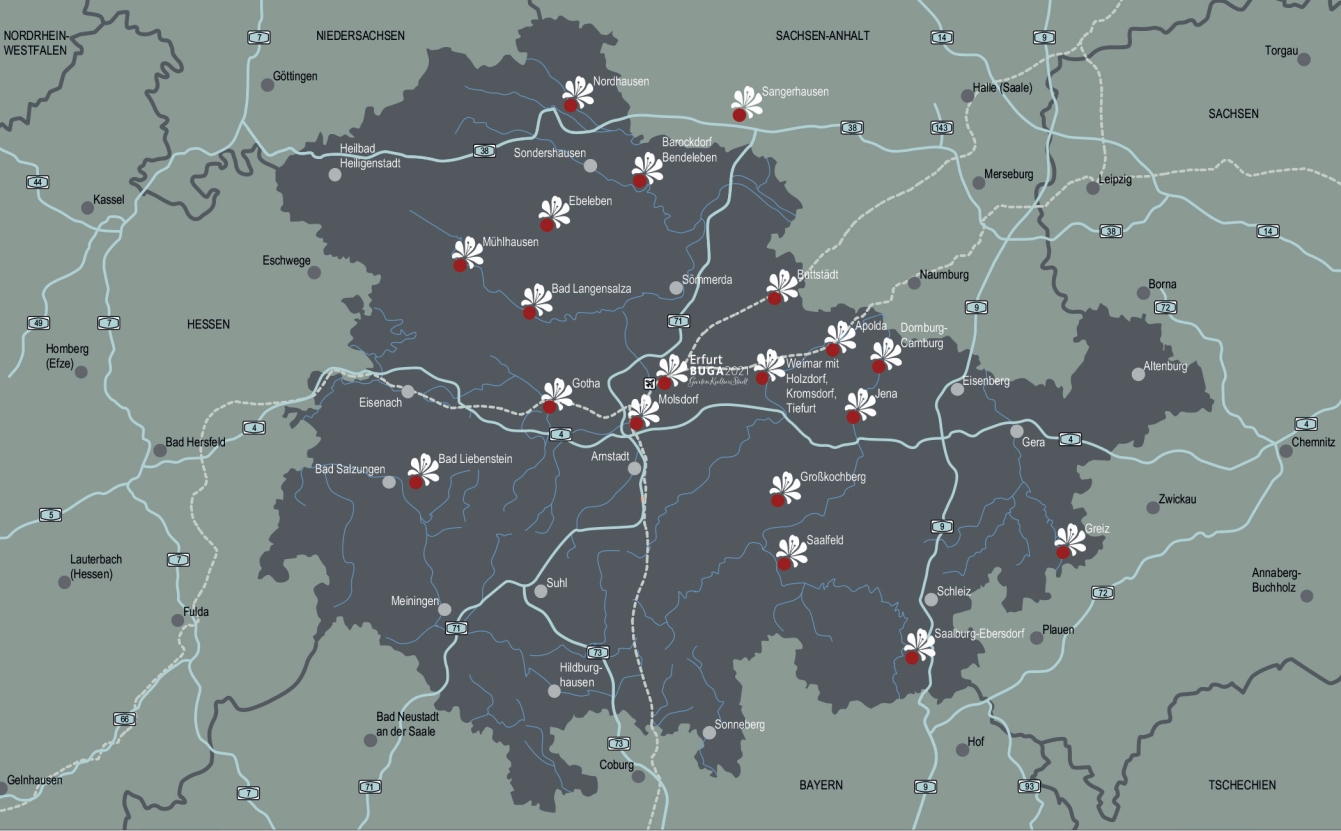 NORDRHEIN-
WESTFALEN
7
NIEDERSACHSEN
SACHSEN-ANHALT
14
9
Torgau
Göttingen
Nordhausen
Sangerhausen
Halle (Saale)
SACHSEN
38
143
Heilbad
Heiligenstadt
38
Sondershausen
Barockdorf
Bendeleben
44
Kassel
Merseburg
Leipzig
Ebeleben
38
14
Mühlhausen
Eschwege
Bad Langensalza
Sömmerda
Buttstädt
Naumburg
Borna
72
9
49
7
HESSEN
71
Apolda
Dornburg-
Camburg
Homberg
(Efze)
Erfurt
BUGA2021
GartenKulturStadt
Weimar mit
Holzdorf,
Kromsdorf,
Tiefurt
Altenburg
Eisenberg
Gotha
Eisenach
Molsdorf
Jena
4
4
4
4
Gera
Chemnitz
Bad Hersfeld
Bad Salzungen
Bad Liebenstein
Arnstadt
Großkochberg
Zwickau
5
9
Greiz
Saalfeld
7
Lauterbach
(Hessen)
Suhl
Schleiz
72
Annaberg-
Buchholz
Meiningen
Fulda
71
Saalburg-Ebersdorf
Plauen
73
Hildburg-
hausen
66
Bad Neustadt
an der Saale
Sonneberg
73
Hof
Coburg
Gelnhausen
7
71
BAYERN
9
93
TSCHECHIEN